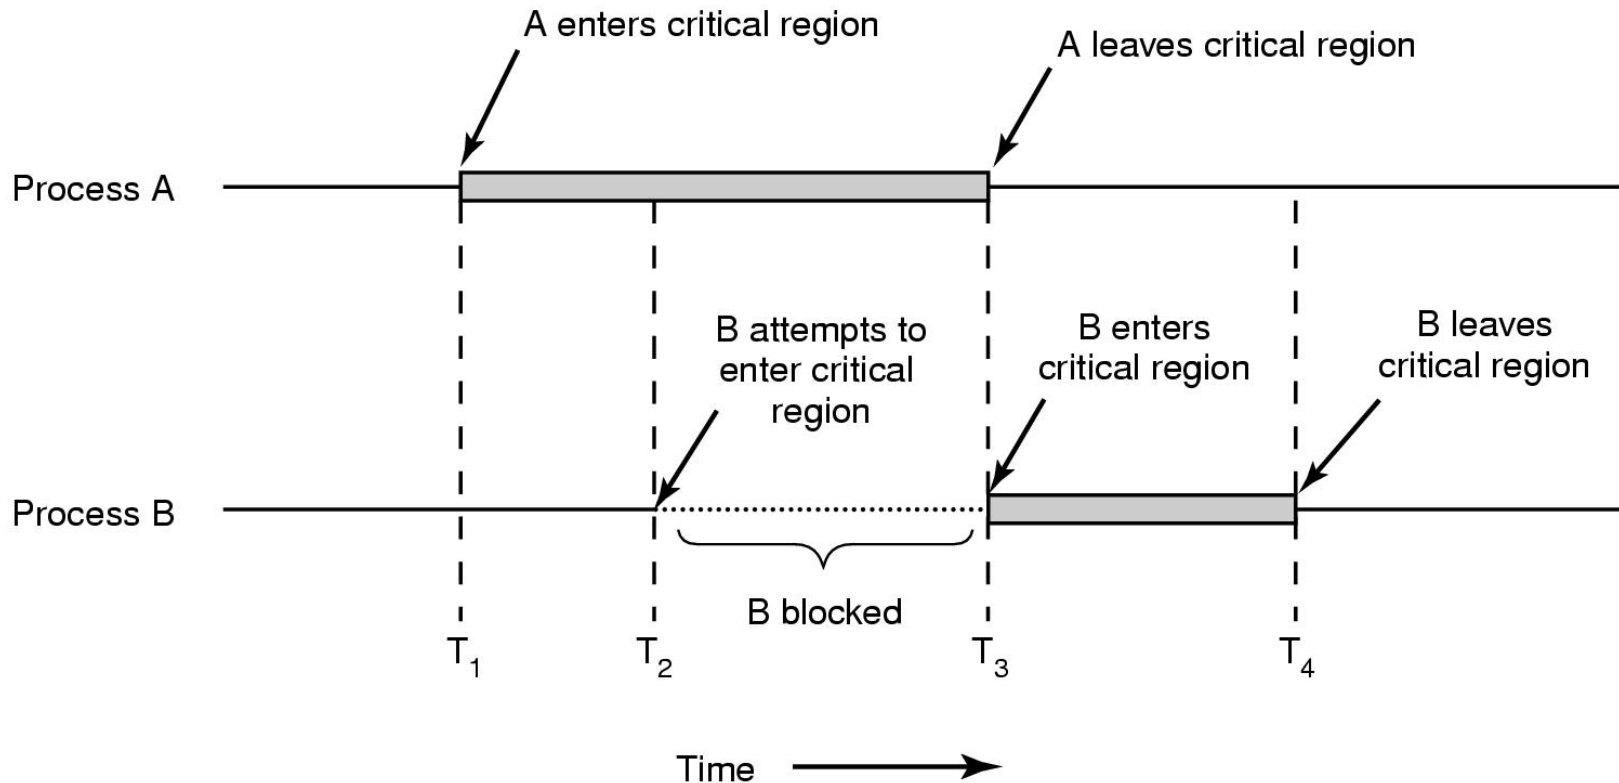 A enters critical region
A leaves critical region
Process A
B attempts to
enter critical
region
B enters
critical region
B leaves
critical region
Process B
B blocked
T1
T2
T3
T4
Time